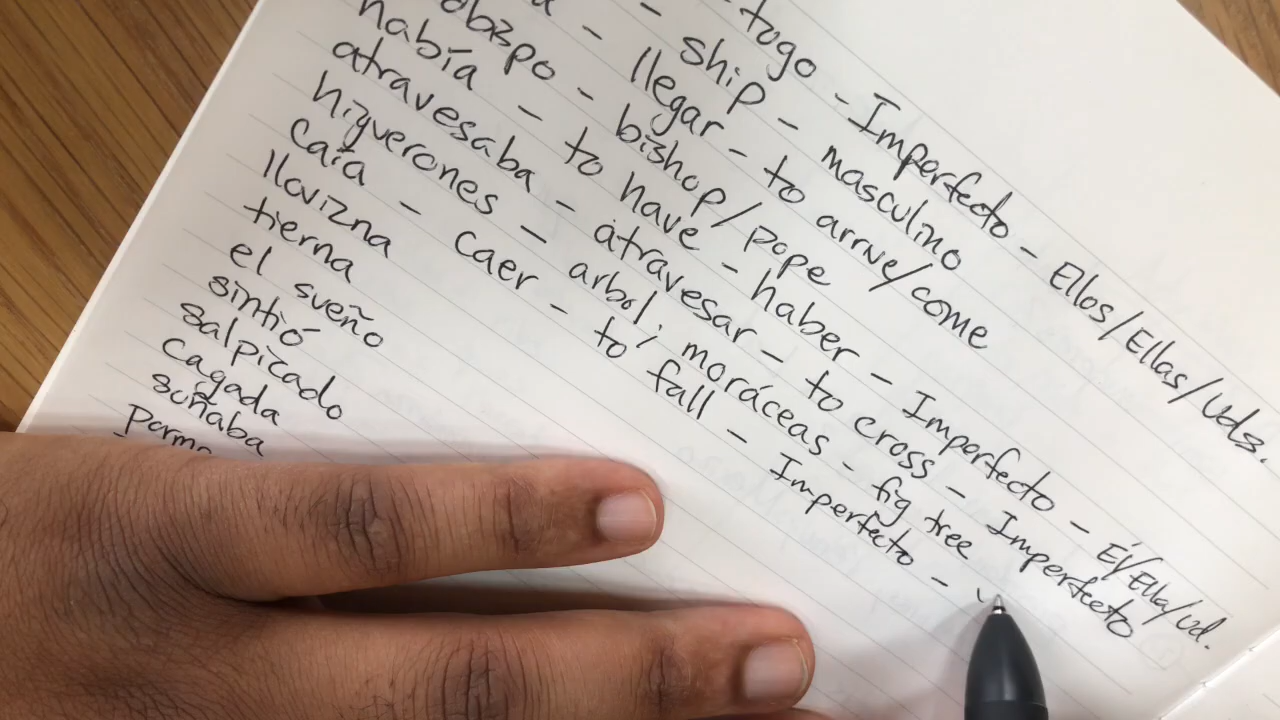 - togo - Imperfecto - Ellos/Ellas/Uds.
- ship - masculino
- llegar - to arrive/come
obispo - bishop/pope
había - to have - haber - Imperfecto - Él/Ella/Ud.
atravesaba - atravesar - to cross - Imperfecto
higuerones - arbol; moráceas - fig tree
caía - caer - to fall - Imperfecto -
llovizna
tierna
el sueño
sintió
salpicado
cagada
soñaba